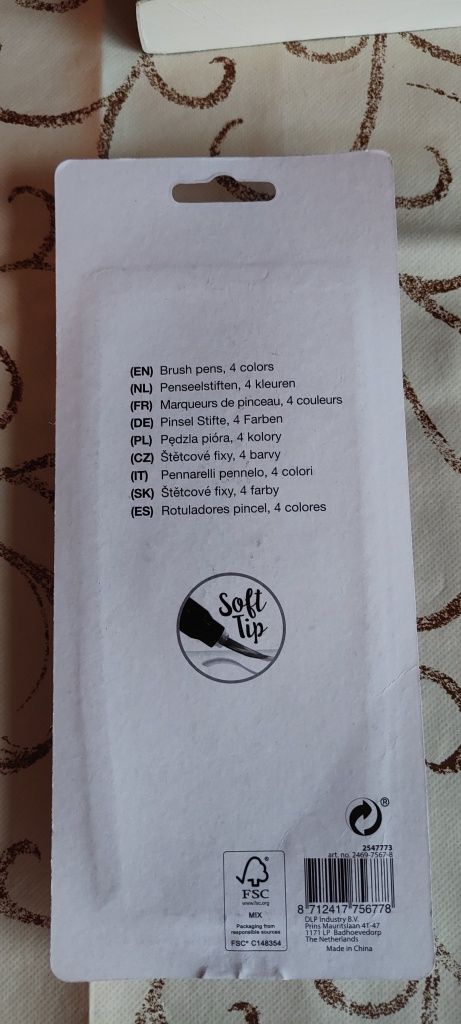 (EN) Brush pens, 4 colors
(NL) Penseelstiften, 4 kleuren
(FR) Marqueurs de pinceau, 4 couleurs
(DE) Pinsel Stifte, 4 Farben
(PL) Pędzla pióra, 4 kolory
(CZ) Štětcové fixy, 4 barvy
(IT) Pennarelli pennelo, 4 colori
(SK) Štětcové fixy, 4 farby
(ES) Rotuladores pincel, 4 colores
Soft
Tip
®
2547773
art. no. 2469-7567-8
8 712417 756778
DLP Industry B.V.
Prins Mauritslaan 41-47
1171 LP Badhoevedorp
The Netherlands
Made in China
®
FSC
www.fsc.org
MIX
Packaging from
responsible sources
FSC® C148354